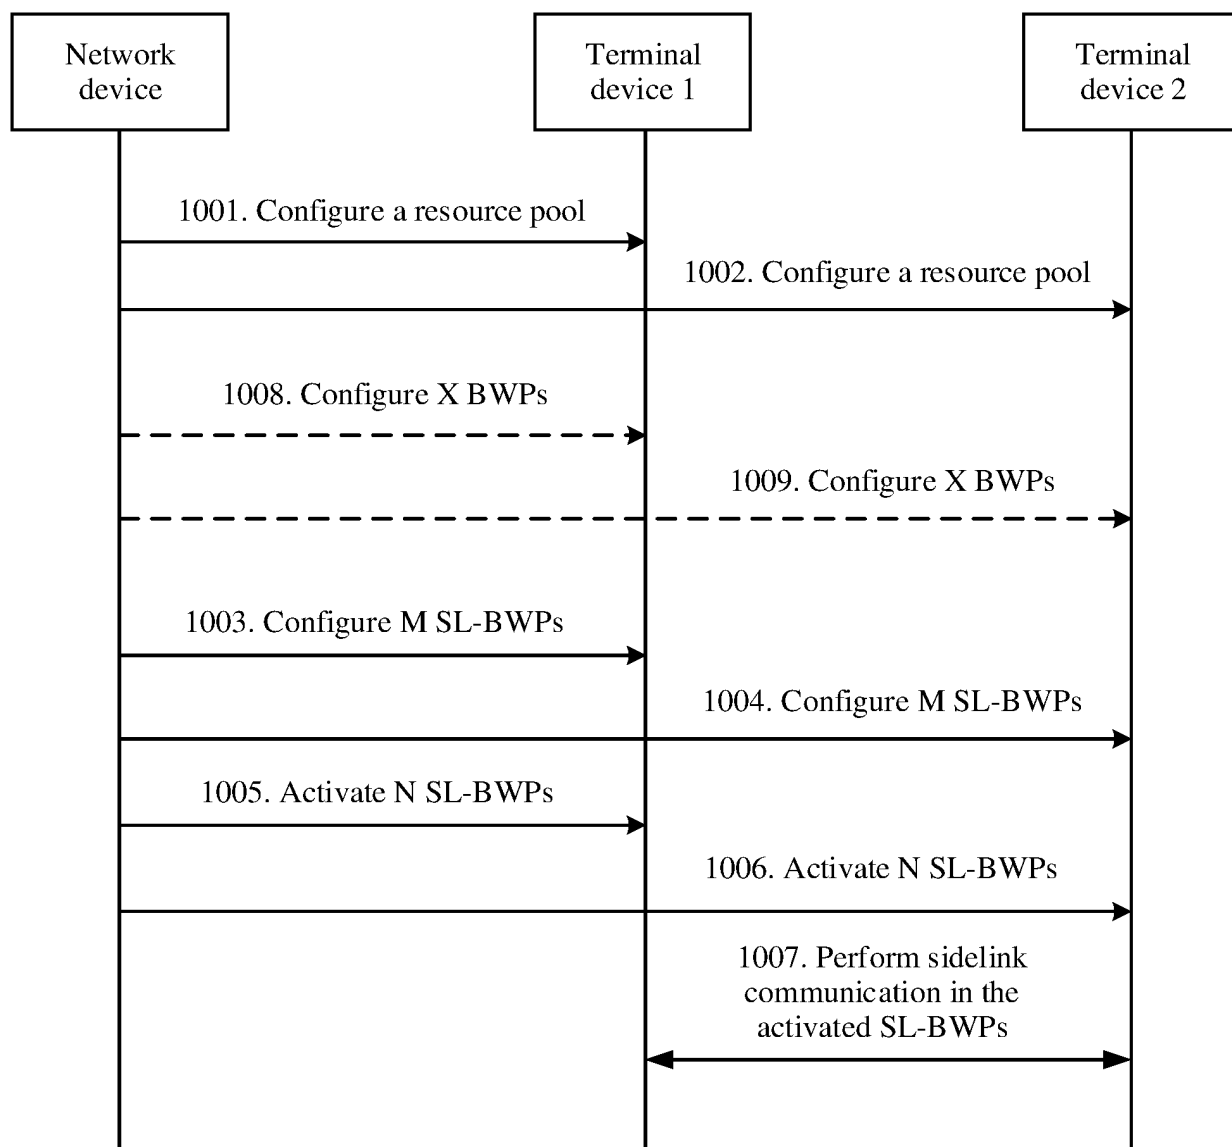 Network
device
Terminal
device 1
Terminal
device 2
1001. Configure a resource pool
1002. Configure a resource pool
1008. Configure X BWPs
1009. Configure X BWPs
1003. Configure M SL-BWPs
1004. Configure M SL-BWPs
1005. Activate N SL-BWPs
1006. Activate N SL-BWPs
1007. Perform sidelink
communication in the
activated SL-BWPs